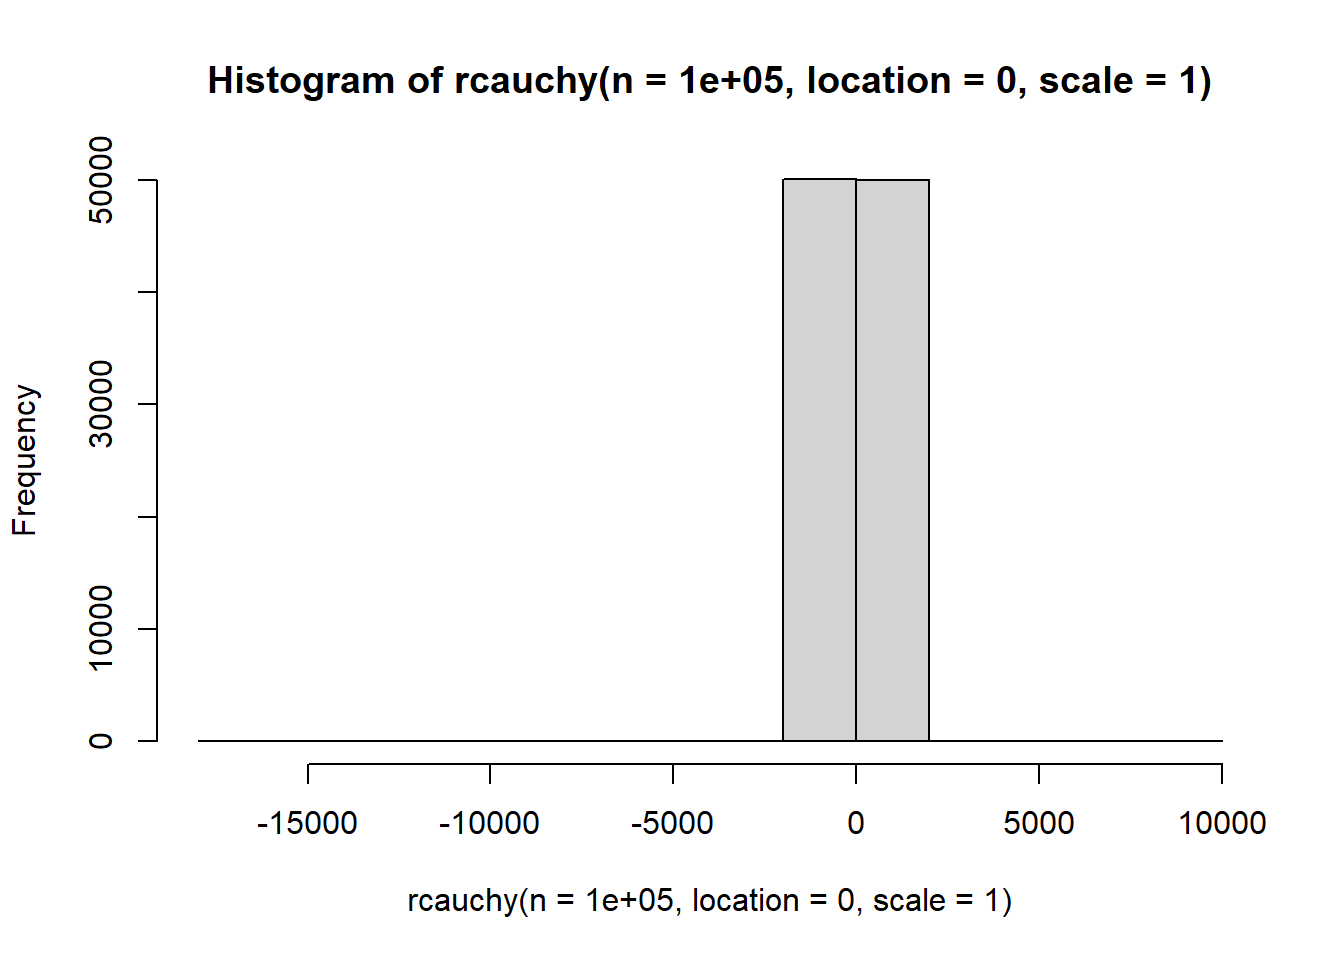 Histogram of rcauchy(n = 1e+05, location = 0, scale = 1)
Frequency
50000
30000
10000
0
-15000 -10000 -5000 0 5000 10000
rcauchy(n = 1e+05, location = 0, scale = 1)